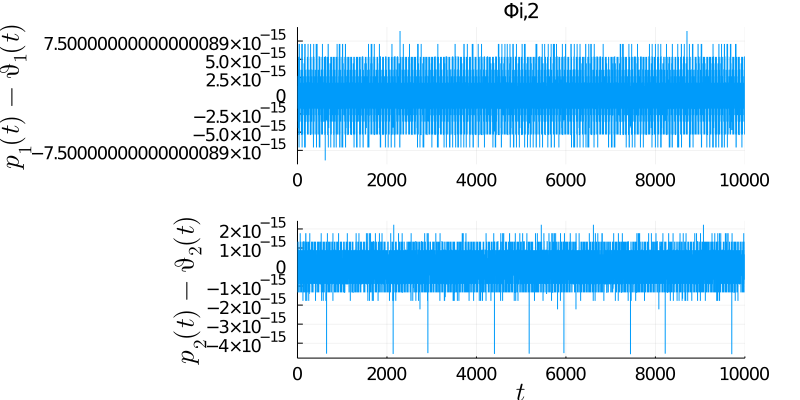 Φi,2
p₁(t) − ϑ₁(t)
7.500000000000000089×10⁻¹⁵
5.0×10⁻¹⁵
2.5×10⁻¹⁵
0
−2.5×10⁻¹⁵
−5.0×10⁻¹⁵
−7.500000000000000089×10⁻¹⁵
0 2000 4000 6000 8000 10000
p₂(t) − ϑ₂(t)
2×10⁻¹⁵
1×10⁻¹⁵
0
−1×10⁻¹⁵
−2×10⁻¹⁵
−3×10⁻¹⁵
−4×10⁻¹⁵
0 2000 4000 6000 8000 10000
t